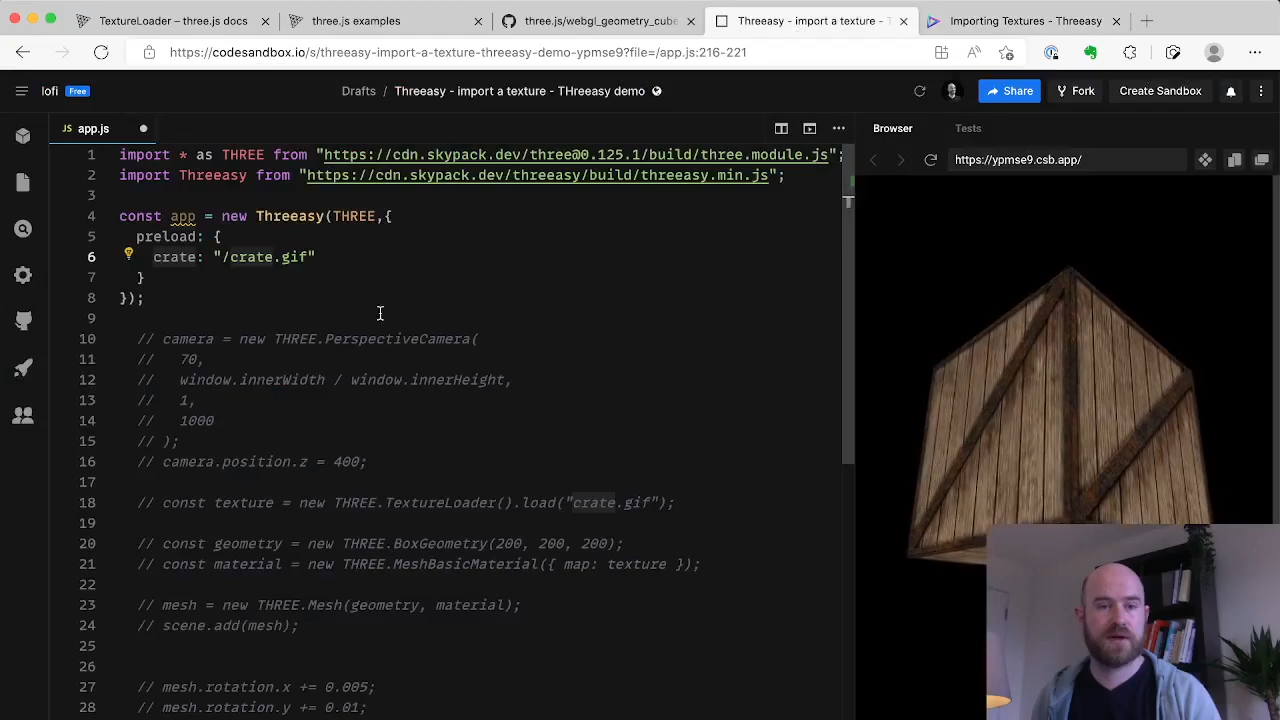 TextureLoader – three.js docs
three.js examples
three.js/webgl_geometry_cube
Threeasy - import a texture -
Importing Textures - Threeasy
https://codesandbox.io/s/threeasy-import-a-texture-threeasy-demo-ypmse9?file=/app.js:216-221
lofi Free
Drafts / Threeasy - import a texture - THreeasy demo
Share
Fork
Create Sandbox
JS app.js
Browser
Tests
https://ypmse9.csb.app/
1 import * as THREE from "https://cdn.skypack.dev/three@0.125.1/build/three.module.js";
2 import Threeasy from "https://cdn.skypack.dev/threeasy/build/threeasy.min.js";
3
4 const app = new Threeasy(THREE,{
5 preload: {
6 crate: "/crate.gif"
7 }
8 });
9
10 // camera = new THREE.PerspectiveCamera(
11 // 70,
12 // window.innerWidth / window.innerHeight,
13 // 1,
14 // 1000
15 // );
16 // camera.position.z = 400;
17
18 // const texture = new THREE.TextureLoader().load("crate.gif");
19
20 // const geometry = new THREE.BoxGeometry(200, 200, 200);
21 // const material = new THREE.MeshBasicMaterial({ map: texture });
22
23 // mesh = new THREE.Mesh(geometry, material);
24 // scene.add(mesh);
25
26
27 // mesh.rotation.x += 0.005;
28 // mesh.rotation.y += 0.01;